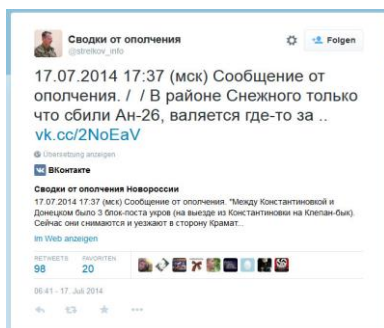 Сводки от ополчения
@strelkov_info
Folgen
17.07.2014 17:37 (мск) Сообщение от
ополчения. / / В районе Снежного только
что сбили Ан-26, валяется где-то за ..
vk.cc/2NoEaV
Übersetzung anzeigen
ВКонтакте
Сводки от ополчения Новороссии
17.07.2014 17:37 (мск) Сообщение от ополчения. "Между Константиновкой и
Донецком было 3 блок-поста укров (на выезде из Константиновки на Клепан-бык).
Сейчас они снимаются и уезжают в сторону Крамат...
Im Web anzeigen
RETWEETS FAVORITEN
98 20
06:41 - 17. Juli 2014